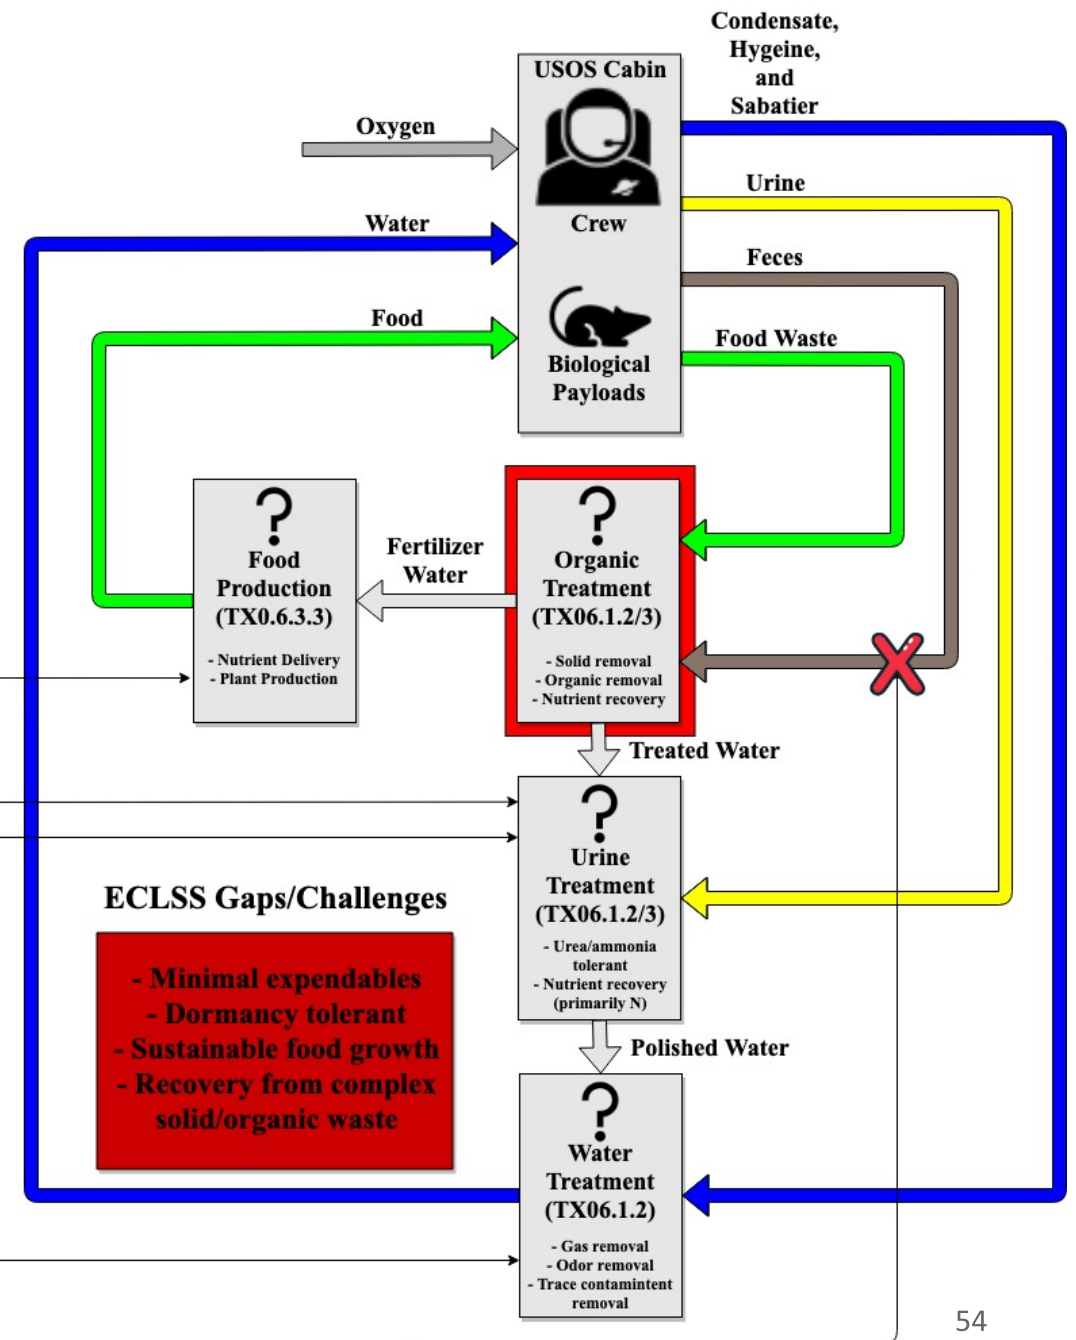 Condensate,
Hygeine,
and
Sabatier
USOS Cabin
Oxygen
Urine
Water
Crew
Feces
Food
Food Waste
Biological
Payloads
?
Food
Production
(TX0.6.3.3)
- Nutrient Delivery
- Plant Production
Fertilizer
Water
?
Organic
Treatment
(TX06.1.2/3)
- Solid removal
- Organic removal
- Nutrient recovery
Treated Water
?
Urine
Treatment
(TX06.1.2/3)
- Urea/ammonia
tolerant
- Nutrient recovery
(primarily N)
ECLSS Gaps/Challenges
- Minimal expendables
- Dormancy tolerant
- Sustainable food growth
- Recovery from complex
solid/organic waste
Polished Water
?
Water
Treatment
(TX06.1.2)
- Gas removal
- Odor removal
- Trace contamintent
removal
54